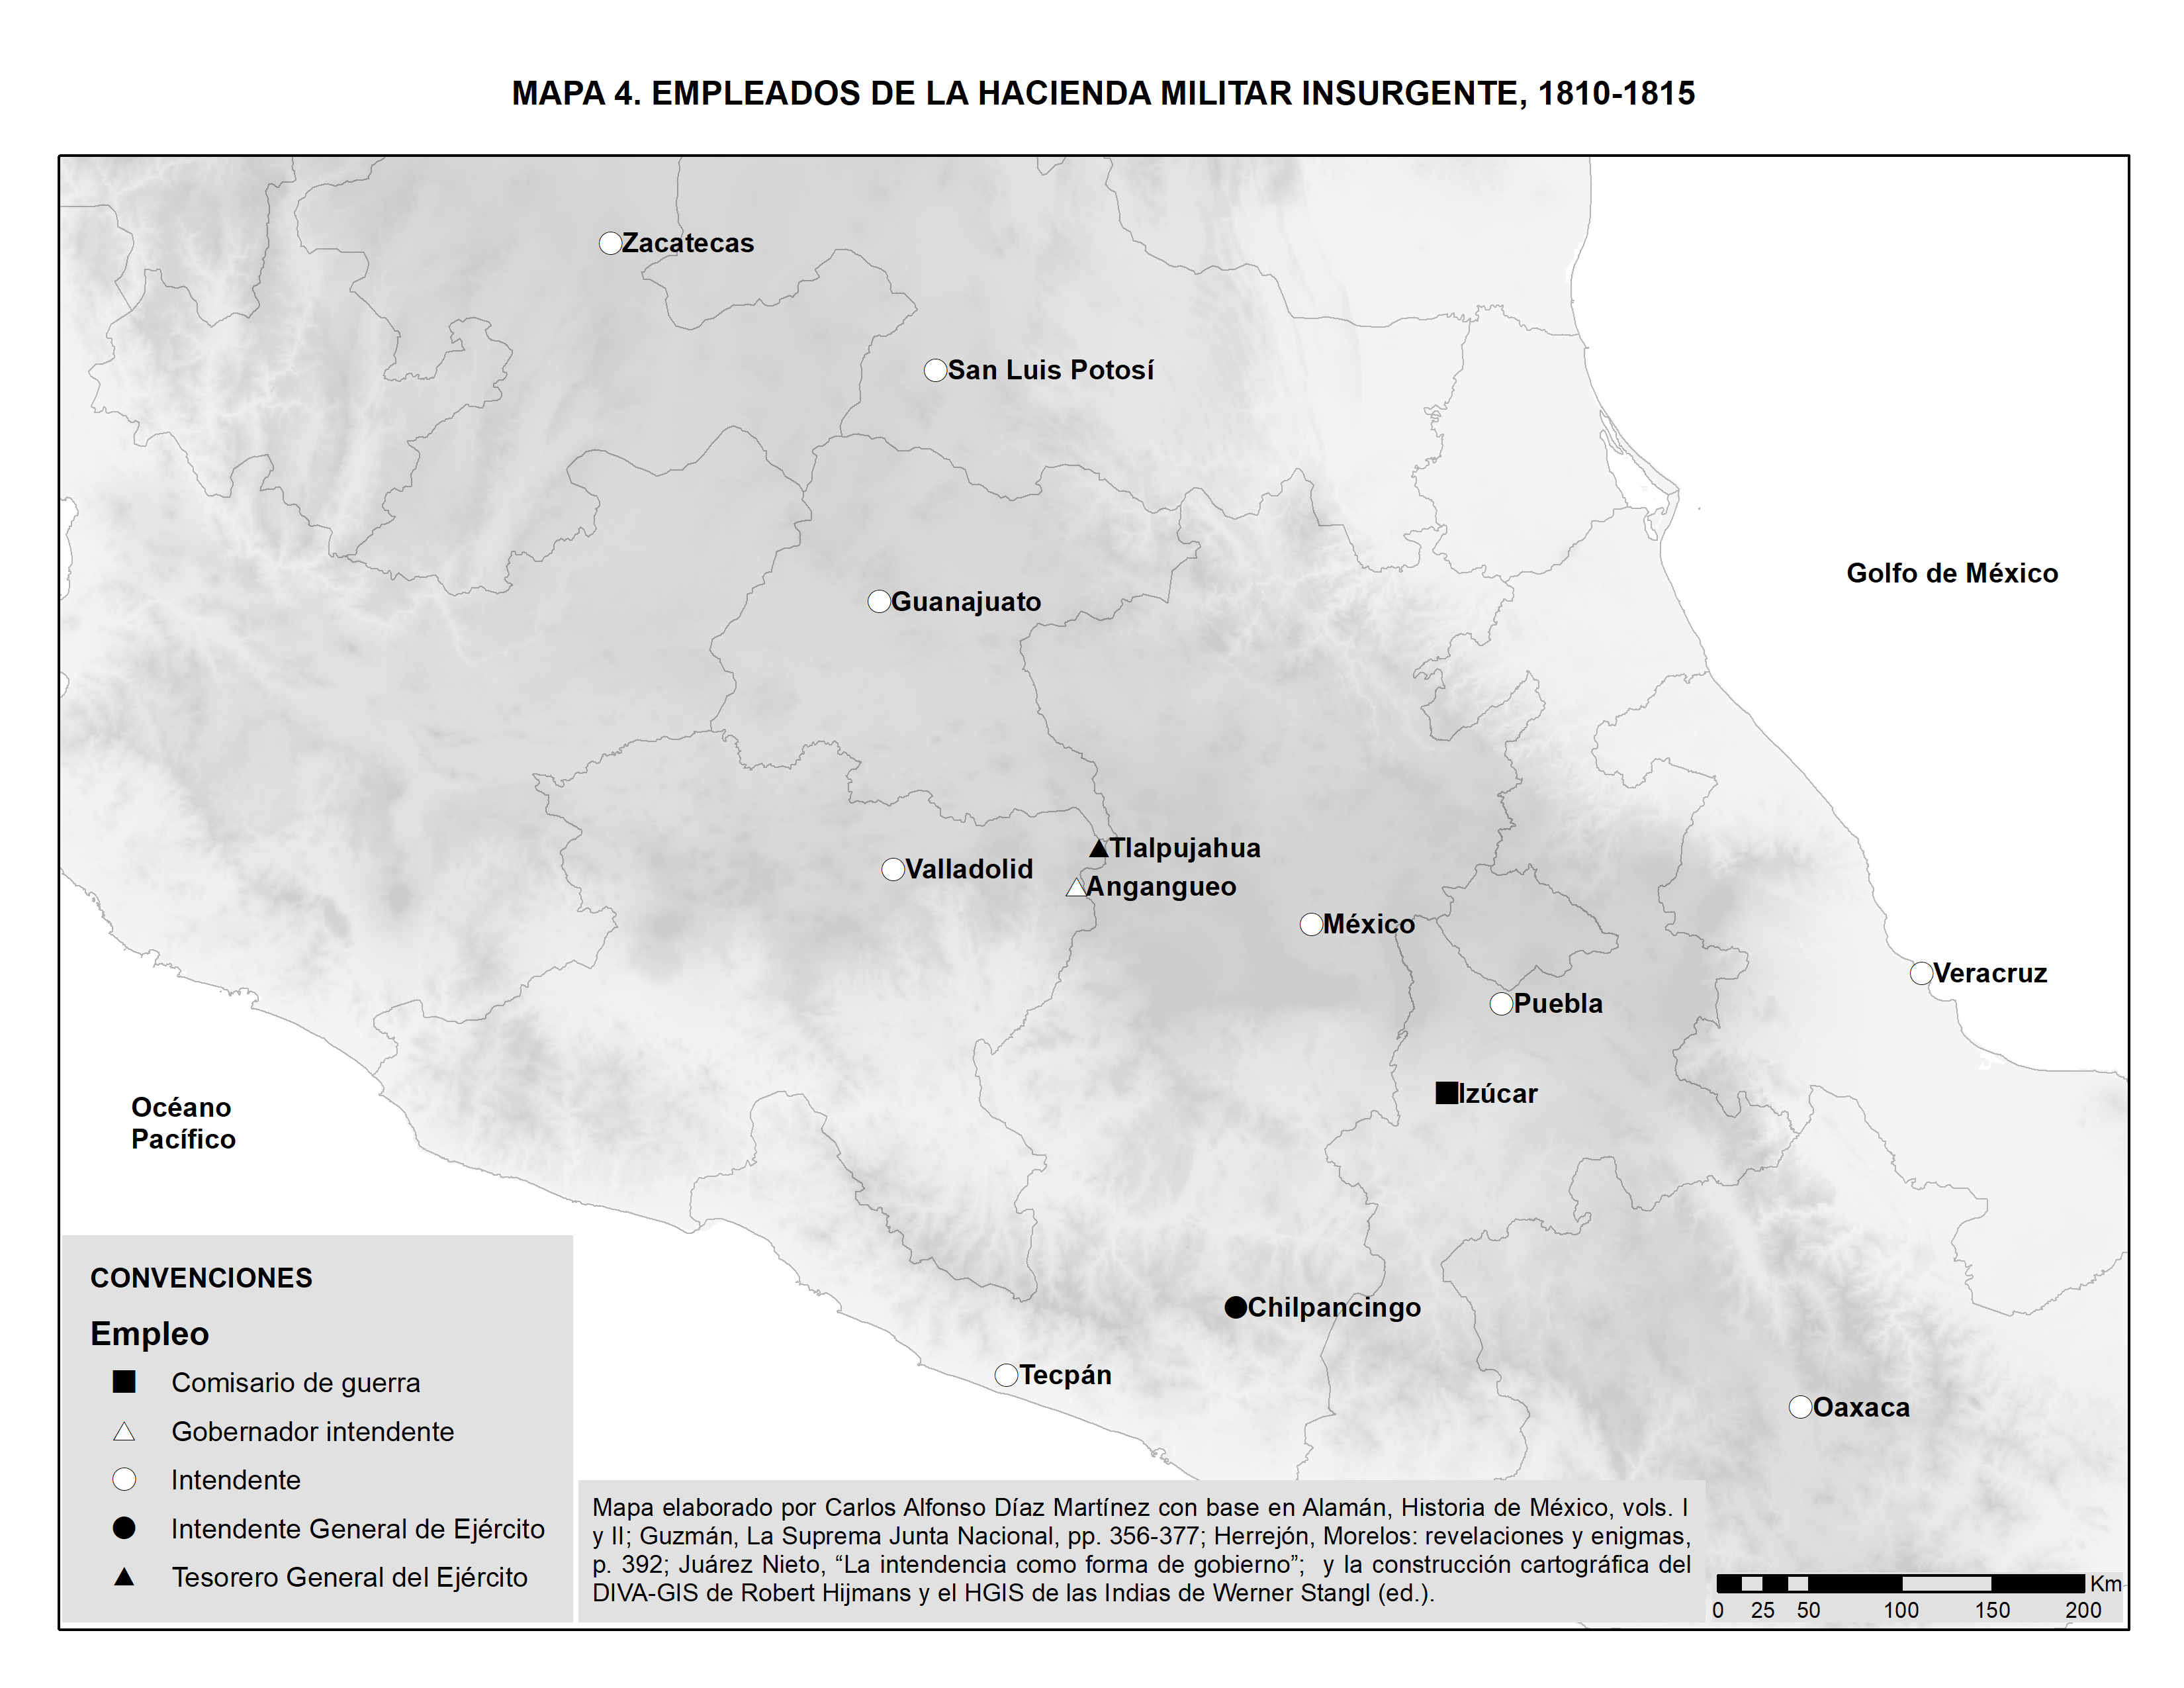 MAPA 4. EMPLEADOS DE LA HACIENDA MILITAR INSURGENTE, 1810-1815
Zacatecas
San Luis Potosí
Golfo de México
Guanajuato
Tlalpujahua
Valladolid
Angangueo
México
Veracruz
Puebla
Izúcar
Océano
Pacífico
Chilpancingo
Tecpán
Oaxaca
CONVENCIONES
Empleo
Comisario de guerra
Gobernador intendente
Intendente
Intendente General de Ejército
Tesorero General del Ejército
Mapa elaborado por Carlos Alfonso Díaz Martínez con base en Alamán, Historia de México, vols. I
y II; Guzmán, La Suprema Junta Nacional, pp. 356-377; Herrejón, Morelos: revelaciones y enigmas,
p. 392; Juárez Nieto, “La intendencia como forma de gobierno”; y la construcción cartográfica del
DIVA-GIS de Robert Hijmans y el HGIS de las Indias de Werner Stangl (ed.).
Km
0 25 50 100 150 200